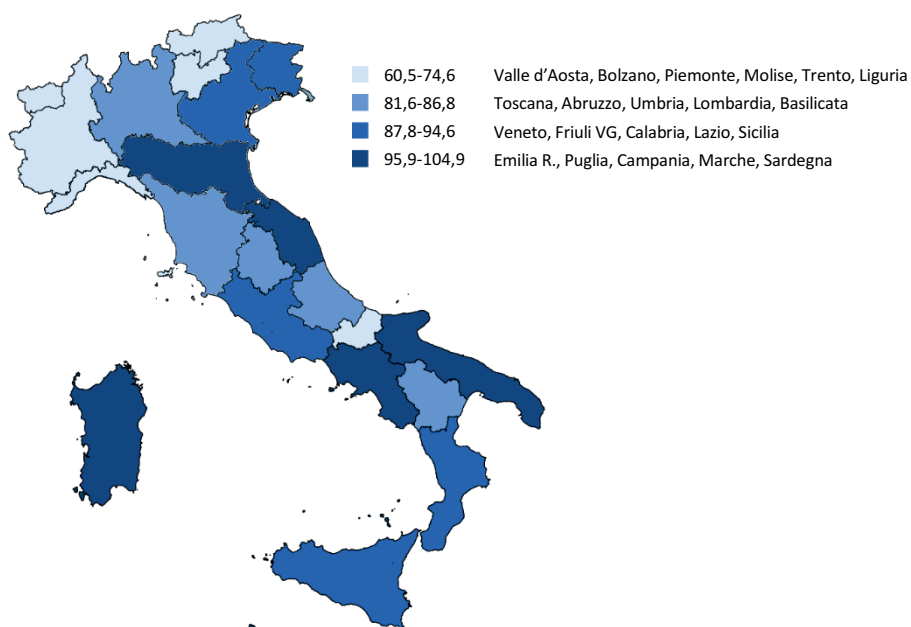 60,5-74,6 Valle d’Aosta, Bolzano, Piemonte, Molise, Trento, Liguria
81,6-86,8 Toscana, Abruzzo, Umbria, Lombardia, Basilicata
87,8-94,6 Veneto, Friuli VG, Calabria, Lazio, Sicilia
95,9-104,9 Emilia R., Puglia, Campania, Marche, Sardegna